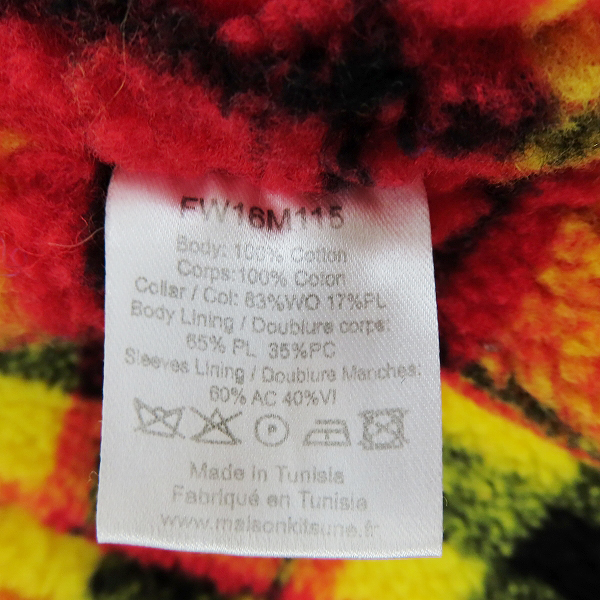 FW16M115
Body: 100% Cotton
Corps:100% Coton
Collar / Col: 83%WO 17%PL
Body Lining / Doublure corps:
65% PL 35%PC
Sleeves Lining / Doublure Manches:
60% AC 40%VI
P
Made in Tunisia
Fabriqué en Tunisie
www.maisonkitsune.fr